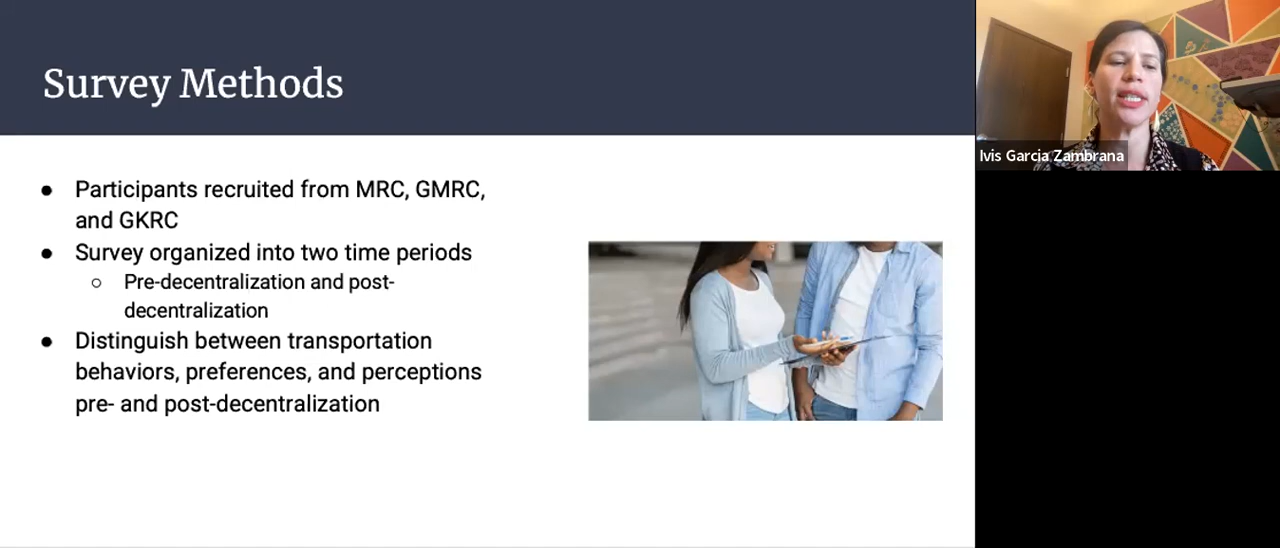 Survey Methods
● Participants recruited from MRC, GMRC,
and GKRC
● Survey organized into two time periods
○ Pre-decentralization and post-
decentralization
● Distinguish between transportation
behaviors, preferences, and perceptions
pre- and post-decentralization
Ivis Garcia Zambrana